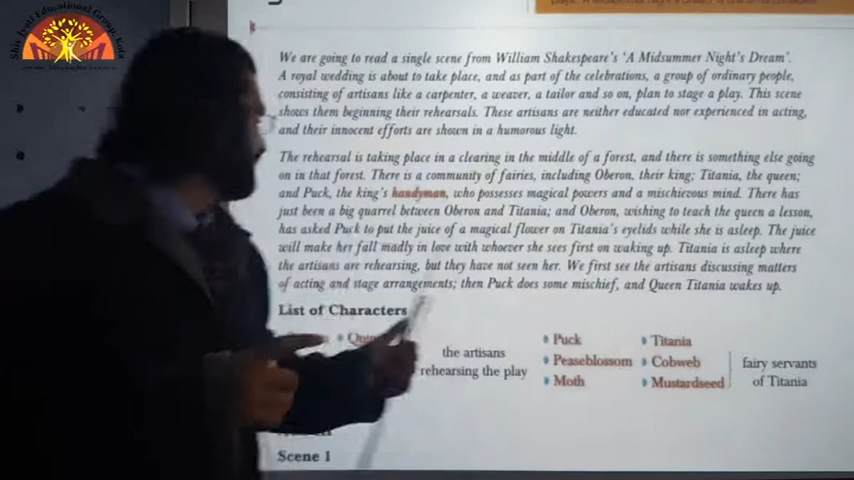 Shiv Jyoti Educational Group, Kota
We are going to read a single scene from William Shakespeare's 'A Midsummer Night's Dream'.
A royal wedding is about to take place, and as part of the celebrations, a group of ordinary people,
consisting of artisans like a carpenter, a weaver, a tailor and so on, plan to stage a play. This scene
shows them beginning their rehearsals. These artisans are neither educated nor experienced in acting,
and their innocent efforts are shown in a humorous light.
The rehearsal is taking place in a clearing in the middle of a forest, and there is something else going
on in that forest. There is a community of fairies, including Oberon, their king; Titania, the queen;
and Puck, the king's handyman, who possesses magical powers and a mischievous mind. There has
just been a big quarrel between Oberon and Titania; and Oberon, wishing to teach the queen a lesson,
has asked Puck to put the juice of a magical flower on Titania's eyelids while she is asleep. The juice
will make her fall madly in love with whoever she sees first on waking up. Titania is asleep where
the artisans are rehearsing, but they have not seen her. We first see the artisans discussing matters
of acting and stage arrangements; then Puck does some mischief, and Queen Titania wakes up.
List of Characters
the artisans
rehearsing the play
Puck Titania
Peaseblossom Cobweb
Moth Mustardseed
fairy servants
of Titania
Scene 1